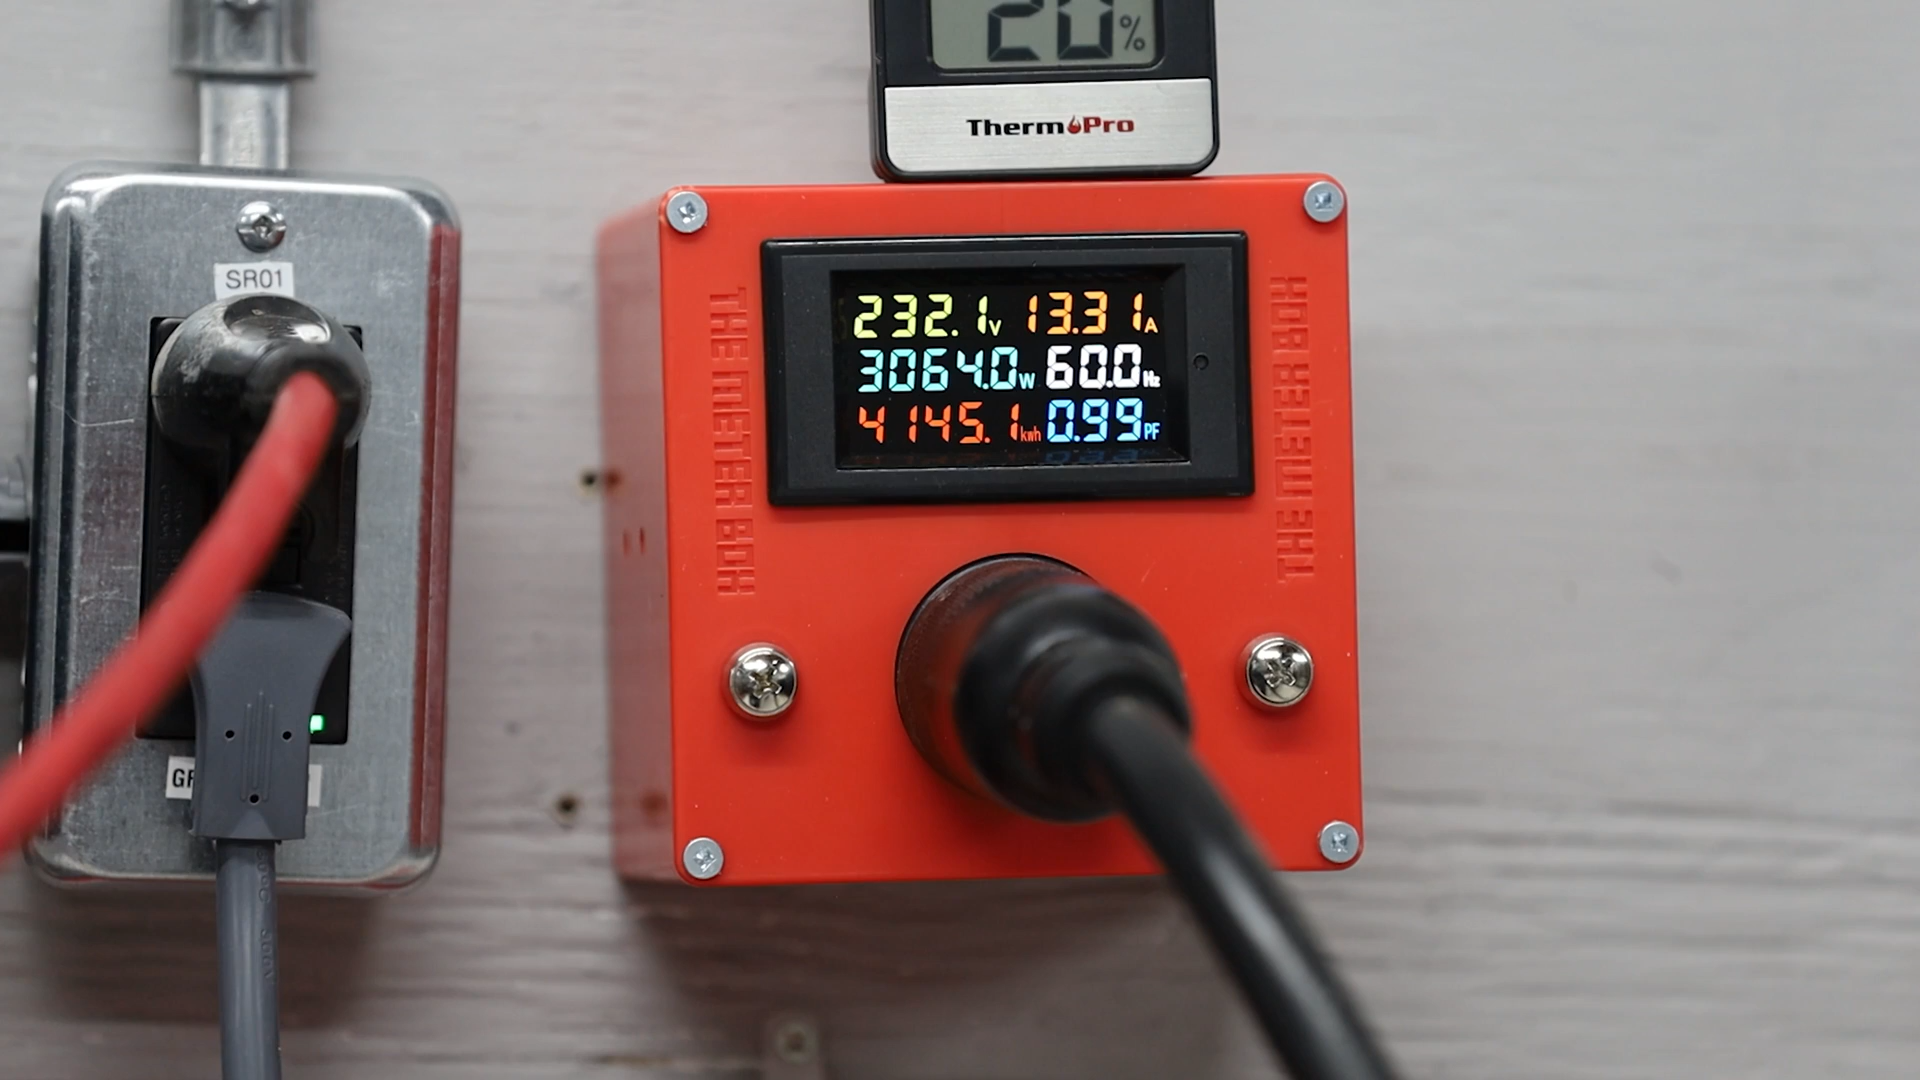 20%
ThermoPro
SR01
THE METER BOX
232.1V 13.31A
3064.0W 60.0Hz
4145.1kwh 0.99PF
THE METER BOX